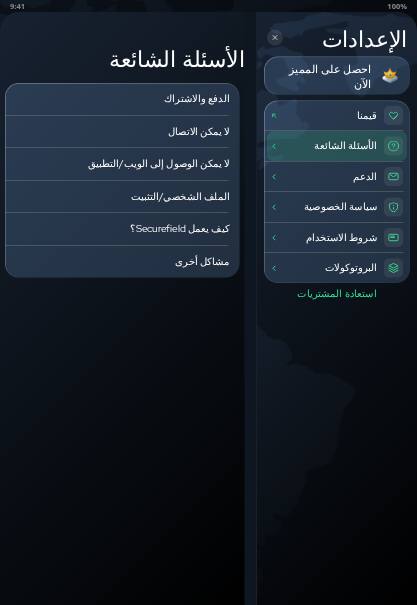 9:41
100%
الإعدادات
احصل على المميز
الآن
قيمنا
الأسئلة الشائعة
الدعم
سياسة الخصوصية
شروط الاستخدام
البروتوكولات
استعادة المشتريات
الأسئلة الشائعة
الدفع والاشتراك
لا يمكن الاتصال
لا يمكن الوصول إلى الويب/التطبيق
الملف الشخصي/التثبيت
كيف يعمل Securefield؟
مشاكل أخرى